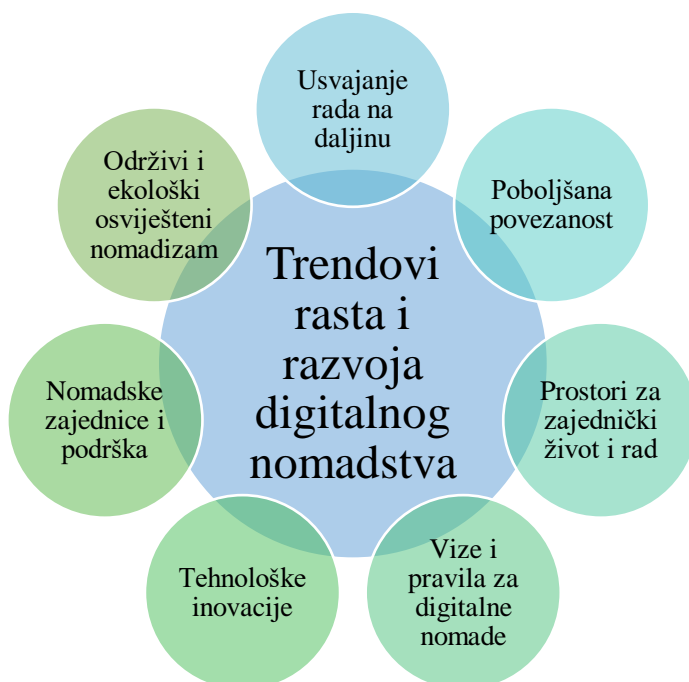 Usvajanje
rada na
daljinu
Poboljšana
povezanost
Prostori za
zajednički
život i rad
Vize i
pravila za
digitalne
nomade
Tehnološke
inovacije
Nomadske
zajednice i
podrška
Održivi i
ekološki
osviješteni
nomadizam
Trendovi
rasta i
razvoja
digitalnog
nomadstva